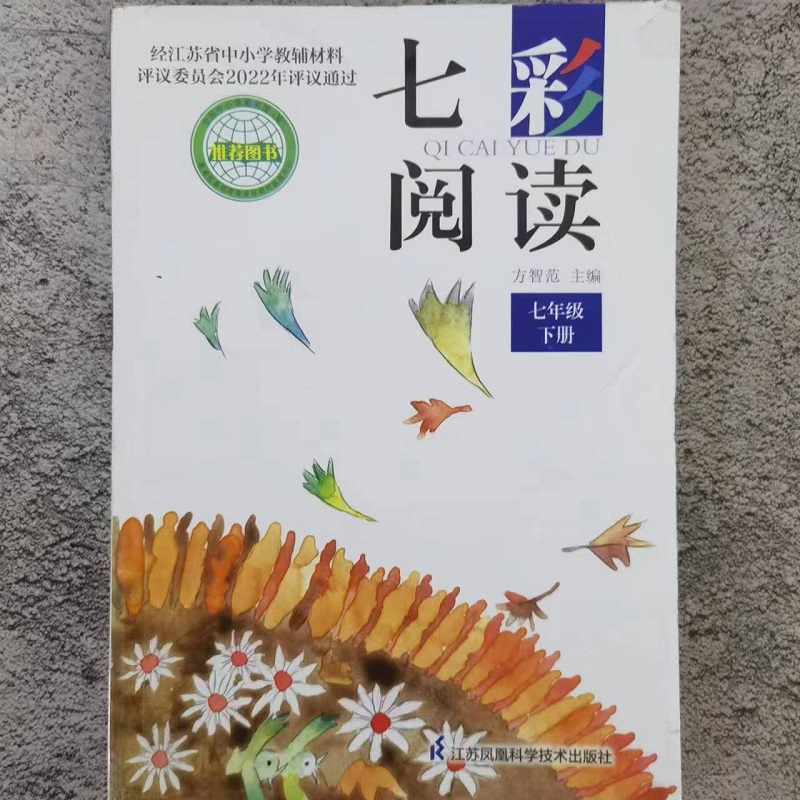 经江苏省中小学教辅材料
评议委员会2022年评议通过
推荐图书
七彩
QI CAI YUE DU
阅读
方智范 主编
七年级
下册
江苏凤凰科学技术出版社